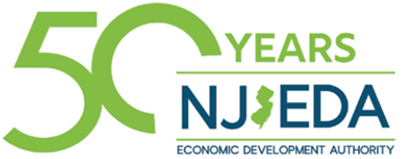 50 YEARS
NJEDA
ECONOMIC DEVELOPMENT AUTHORITY